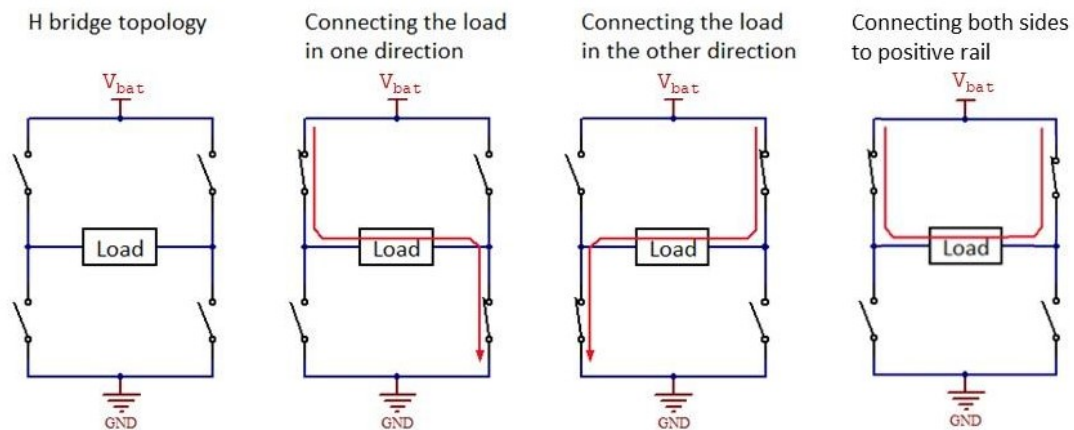 H bridge topology
Connecting the load
in one direction
Connecting the load
in the other direction
Connecting both sides
to positive rail
Vbat
Vbat
Vbat
Vbat
Load
Load
Load
Load
GND
GND
GND
GND